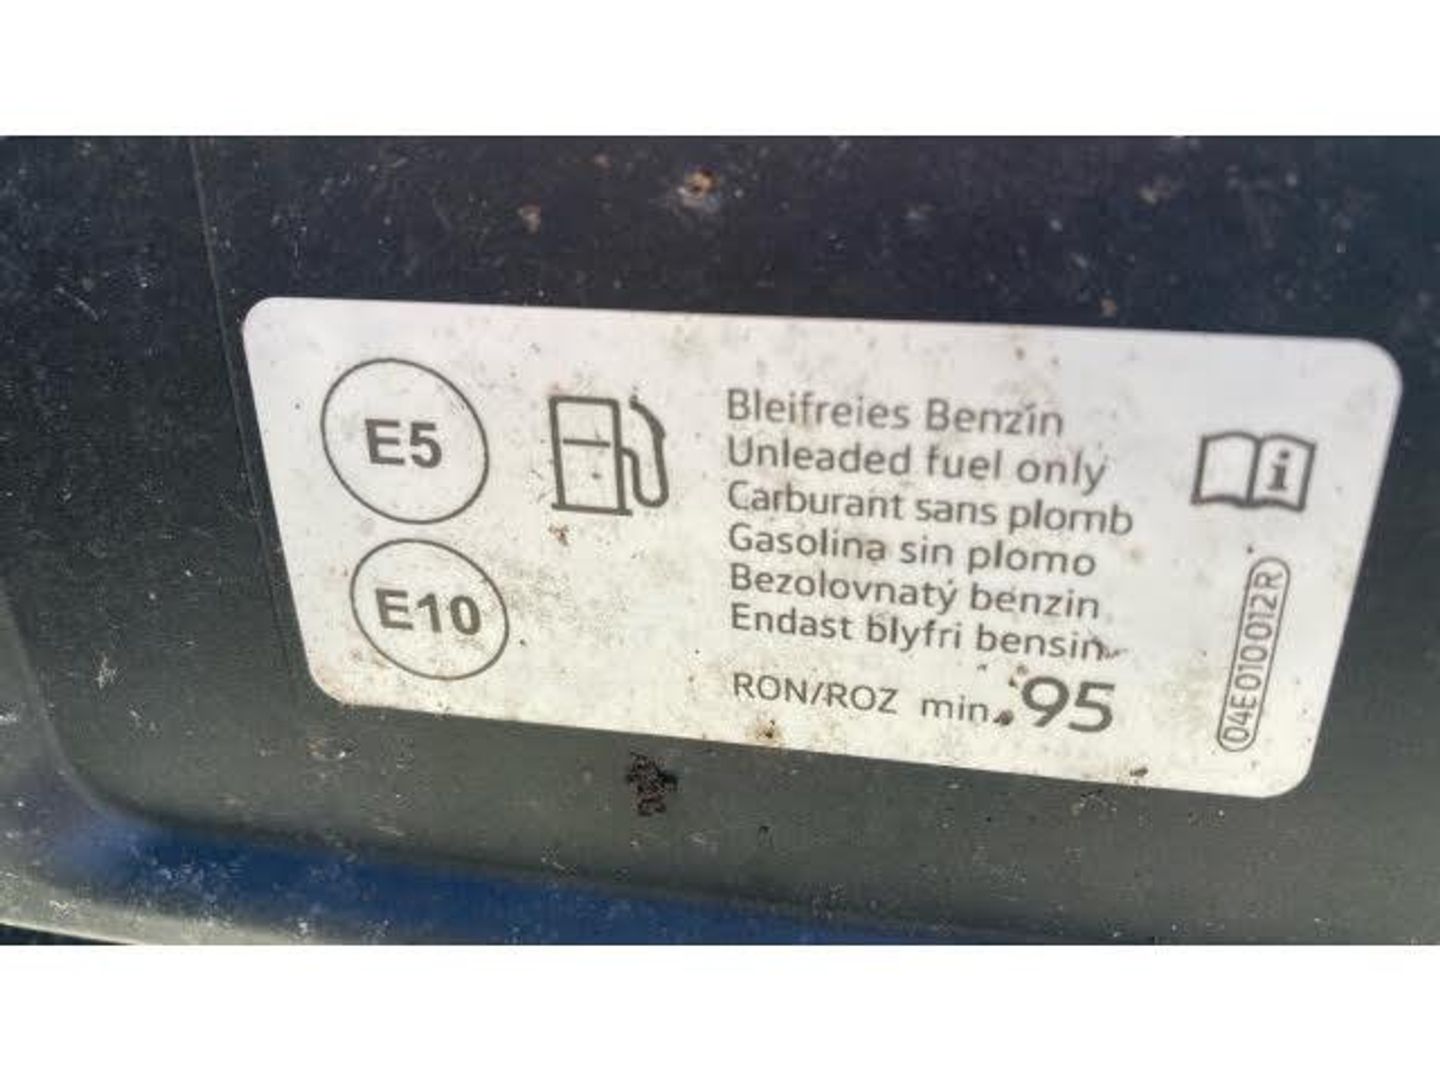 E5
E10
Bleifreies Benzin
Unleaded fuel only
Carburant sans plomb
Gasolina sin plomo
Bezolovnatý benzin
Endast blyfri bensin
RON/ROZ min. 95
i
04E010012R